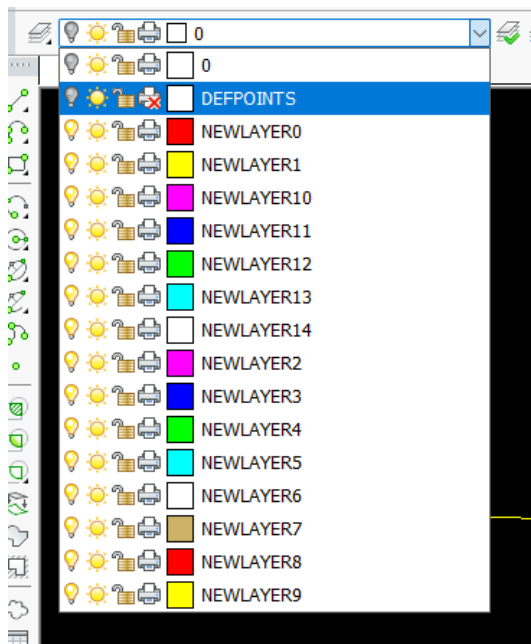 0
0
DEFPOINTS
NEWLAYER0
NEWLAYER1
NEWLAYER10
NEWLAYER11
NEWLAYER12
NEWLAYER13
NEWLAYER14
NEWLAYER2
NEWLAYER3
NEWLAYER4
NEWLAYER5
NEWLAYER6
NEWLAYER7
NEWLAYER8
NEWLAYER9